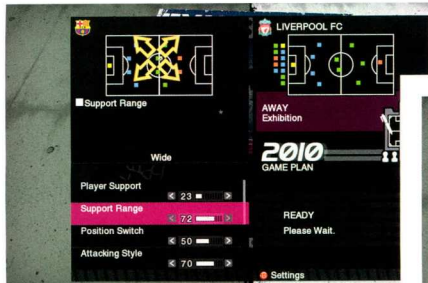 Support Range
Wide
Player Support
23
Support Range
72
Position Switch
50
Attacking Style
70
LIVERPOOL FC
AWAY
Exhibition
2010
GAME PLAN
READY
Please Wait.
Settings